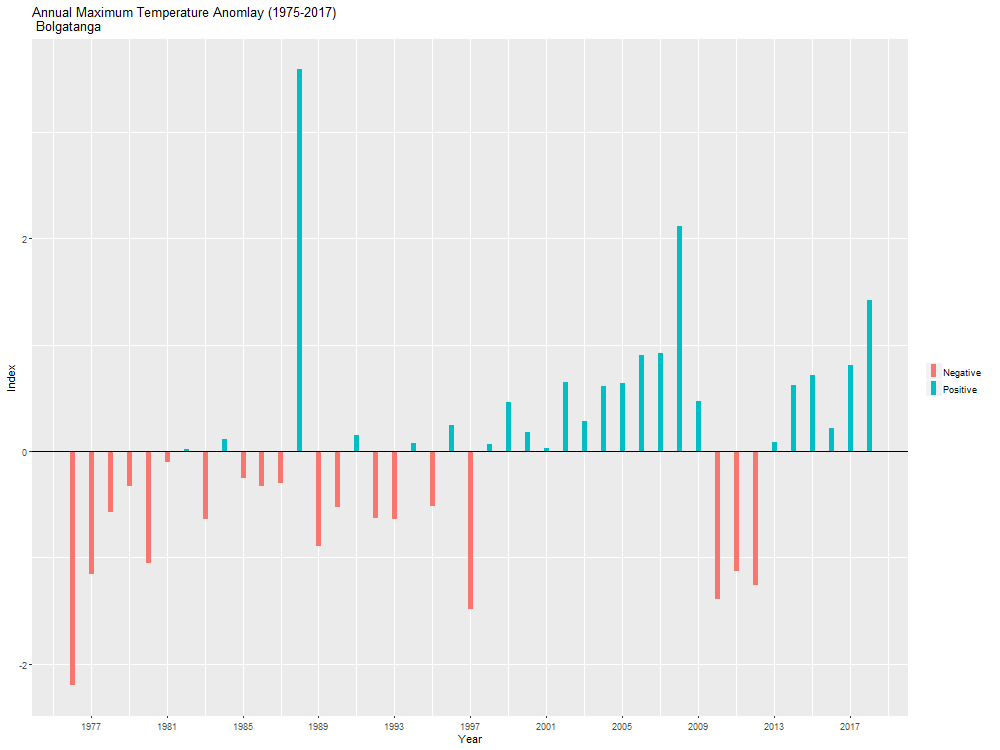 Annual Maximum Temperature Anomlay (1975-2017)
Bolgatanga
Index
2
0
-2
1977 1981 1985 1989 1993 1997 2001 2005 2009 2013 2017
Year
Negative
Positive